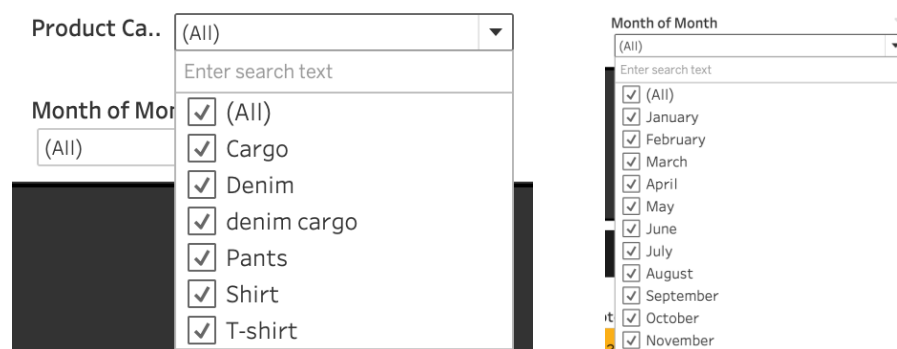 Product Ca..
(All)
Enter search text
(All)
Cargo
Denim
denim cargo
Pants
Shirt
T-shirt
Month of Mor
(All)
Month of Month
(All)
Enter search text
(All)
January
February
March
April
May
June
July
August
September
October
November